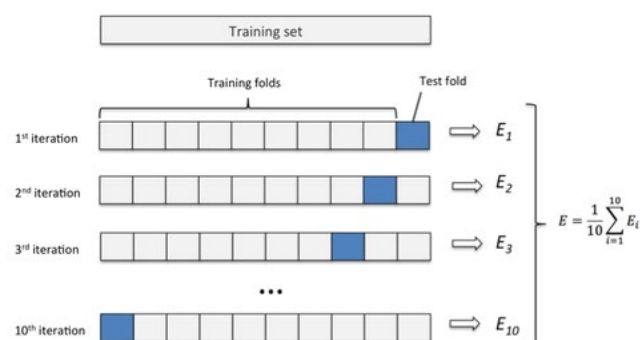 Training set
Training folds
Test fold
1st iteration
E1
2nd iteration
E2
3rd iteration
E3
E = 1/10 10∑i=1 Ei
...
10th iteration
E10